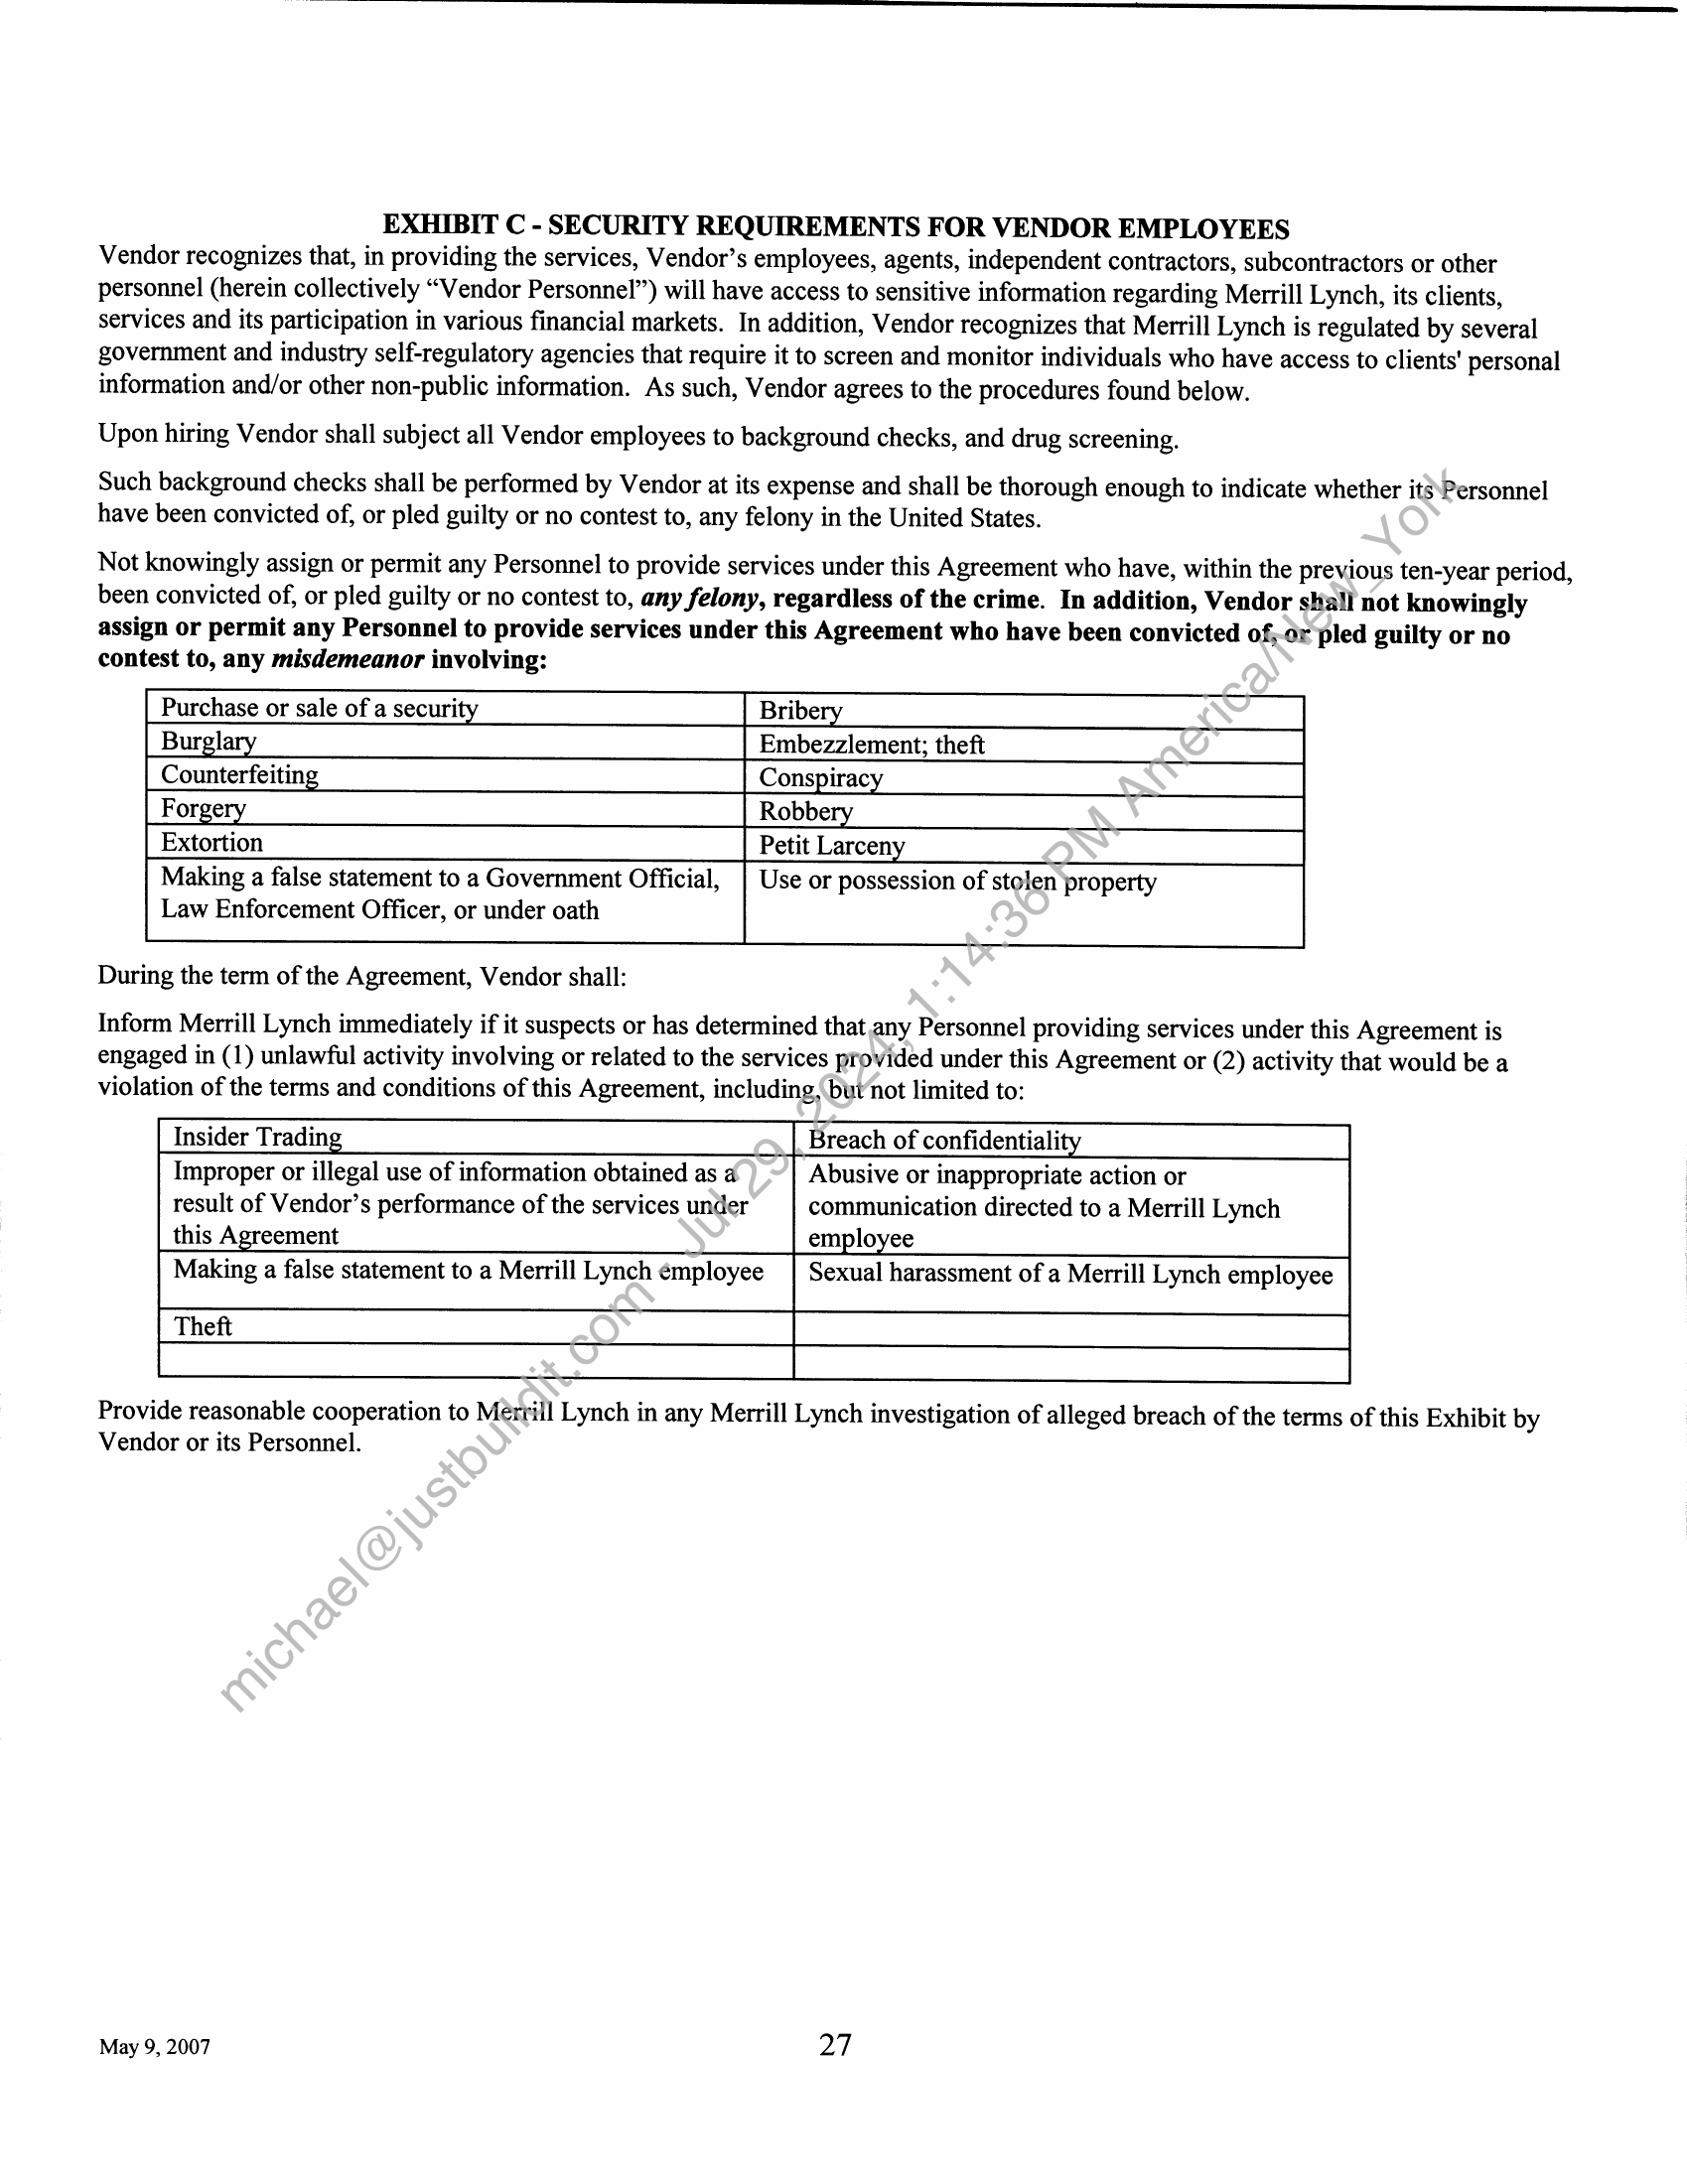 EXHIBIT C - SECURITY REQUIREMENTS FOR VENDOR EMPLOYEES
Vendor recognizes that, in providing the services, Vendor’s employees, agents, independent contractors, subcontractors or other
personnel (herein collectively “Vendor Personnel”) will have access to sensitive information regarding Merrill Lynch, its clients,
services and its participation in various financial markets. In addition, Vendor recognizes that Merrill Lynch is regulated by several
government and industry self-regulatory agencies that require it to screen and monitor individuals who have access to clients' personal
information and/or other non-public information. As such, Vendor agrees to the procedures found below.
Upon hiring Vendor shall subject all Vendor employees to background checks, and drug screening.
Such background checks shall be performed by Vendor at its expense and shall be thorough enough to indicate whether its Personnel
have been convicted of, or pled guilty or no contest to, any felony in the United States.
Not knowingly assign or permit any Personnel to provide services under this Agreement who have, within the previous ten-year period,
been convicted of, or pled guilty or no contest to, any felony, regardless of the crime. In addition, Vendor shall not knowingly
assign or permit any Personnel to provide services under this Agreement who have been convicted of, or pled guilty or no
contest to, any misdemeanor involving:
Purchase or sale of a security
Bribery
Burglary
Embezzlement; theft
Counterfeiting
Conspiracy
Forgery
Robbery
Extortion
Petit Larceny
Making a false statement to a Government Official,
Law Enforcement Officer, or under oath
Use or possession of stolen property
During the term of the Agreement, Vendor shall:
Inform Merrill Lynch immediately if it suspects or has determined that any Personnel providing services under this Agreement is
engaged in (1) unlawful activity involving or related to the services provided under this Agreement or (2) activity that would be a
violation of the terms and conditions of this Agreement, including, but not limited to:
Insider Trading
Breach of confidentiality
Improper or illegal use of information obtained as a
result of Vendor’s performance of the services under
this Agreement
Abusive or inappropriate action or
communication directed to a Merrill Lynch
employee
Making a false statement to a Merrill Lynch employee
Sexual harassment of a Merrill Lynch employee
Theft
Provide reasonable cooperation to Merrill Lynch in any Merrill Lynch investigation of alleged breach of the terms of this Exhibit by
Vendor or its Personnel.
michael@justbuildit.com - Jul 29, 2024, 1:14:36 PM America/New_York
May 9, 2007
27